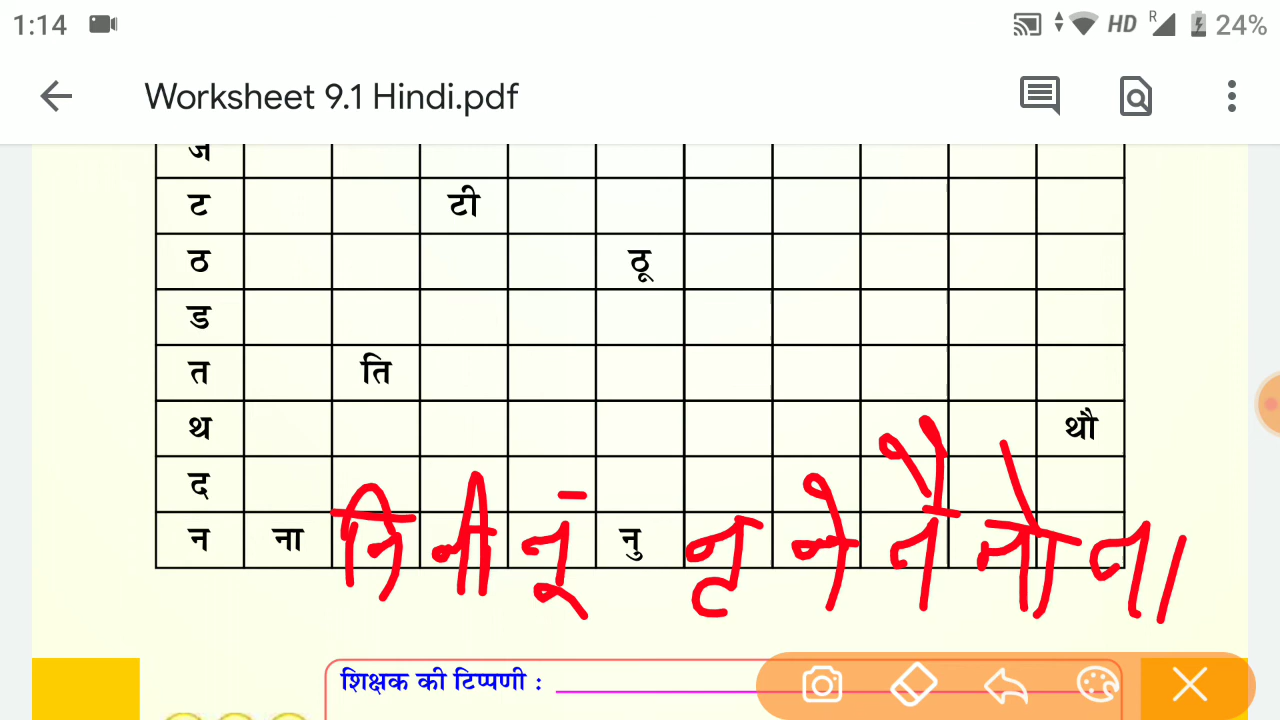 1:14 HD R 24%
Worksheet 9.1 Hindi.pdf
ज
ट टी
ठ ठू
ड
त ति
थ थौ
द
न ना नि नी नू नु नृ ने नै नो ना
शिक्षक की टिप्पणी :